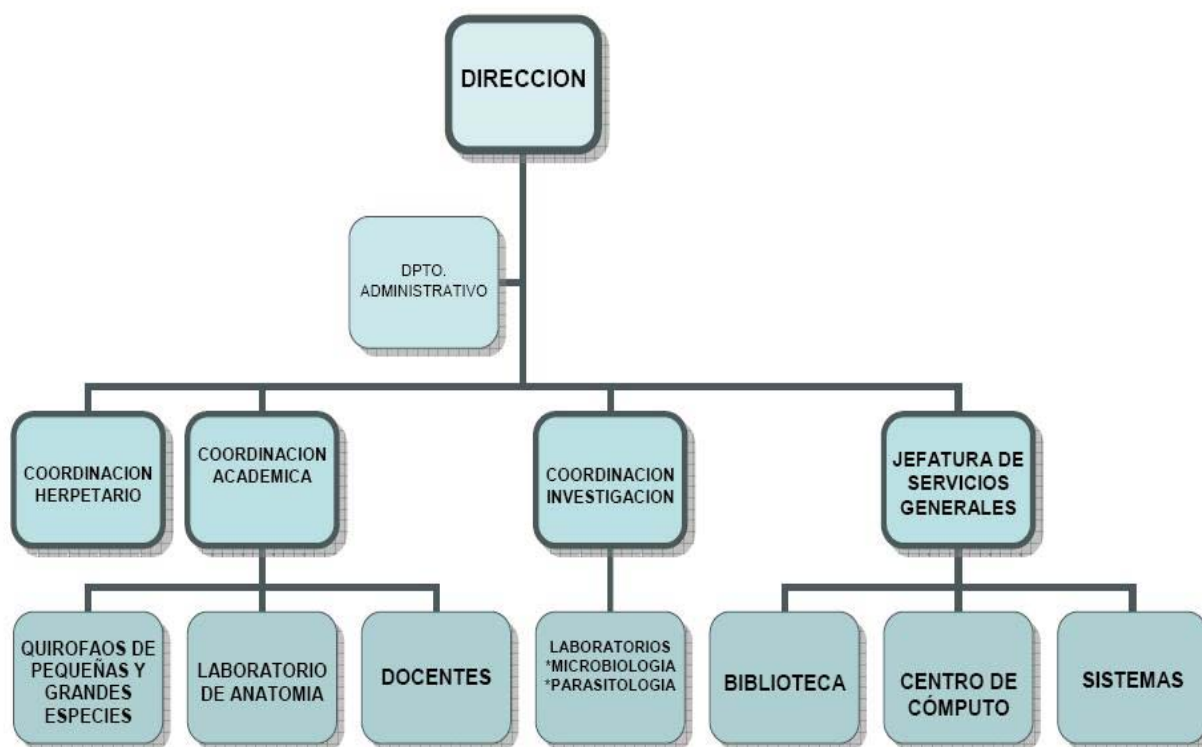 DIRECCION
DPTO.
ADMINISTRATIVO
COORDINACION
HERPETARIO
COORDINACION
ACADEMICA
COORDINACION
INVESTIGACION
JEFATURA DE
SERVICIOS
GENERALES
QUIROFAOS DE
PEQUEÑAS Y
GRANDES
ESPECIES
LABORATORIO
DE ANATOMIA
DOCENTES
LABORATORIOS
*MICROBIOLOGIA
*PARASITOLOGIA
BIBLIOTECA
CENTRO DE
CÓMPUTO
SISTEMAS